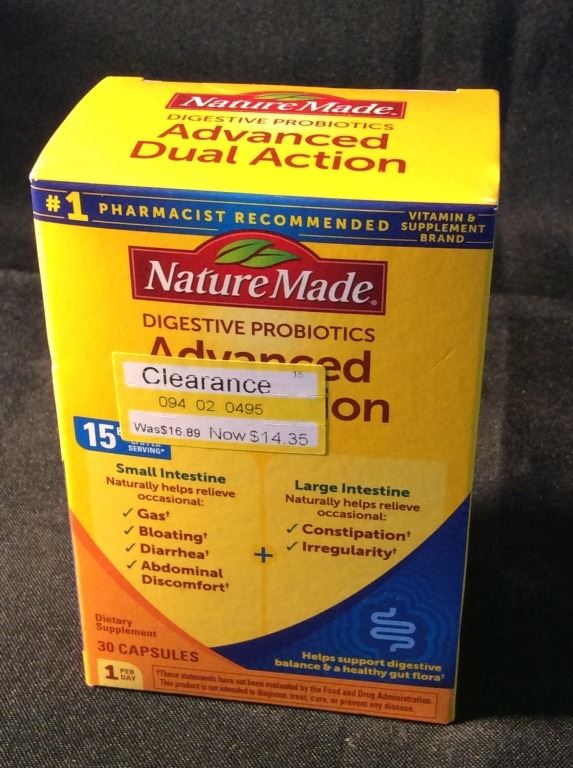 Nature Made®
DIGESTIVE PROBIOTICS
Advanced
Dual Action
#1 PHARMACIST RECOMMENDED VITAMIN & SUPPLEMENT BRAND
Nature Made®
DIGESTIVE PROBIOTICS
Advanced
on
Clearance 15
094 02 0495
Was$16.89 Now $14.35
15
SERVING*
Small Intestine
Naturally helps relieve
occasional:
✓ Gas†
✓ Bloating†
✓ Diarrhea†
✓ Abdominal
Discomfort†
+
Large Intestine
Naturally helps relieve
occasional:
✓ Constipation†
✓ Irregularity†
Dietary
Supplement
30 CAPSULES
1 PER DAY
Helps support digestive
balance & a healthy gut flora†
†These statements have not been evaluated by the Food and Drug Administration.
This product is not intended to diagnose, treat, cure, or prevent any disease.